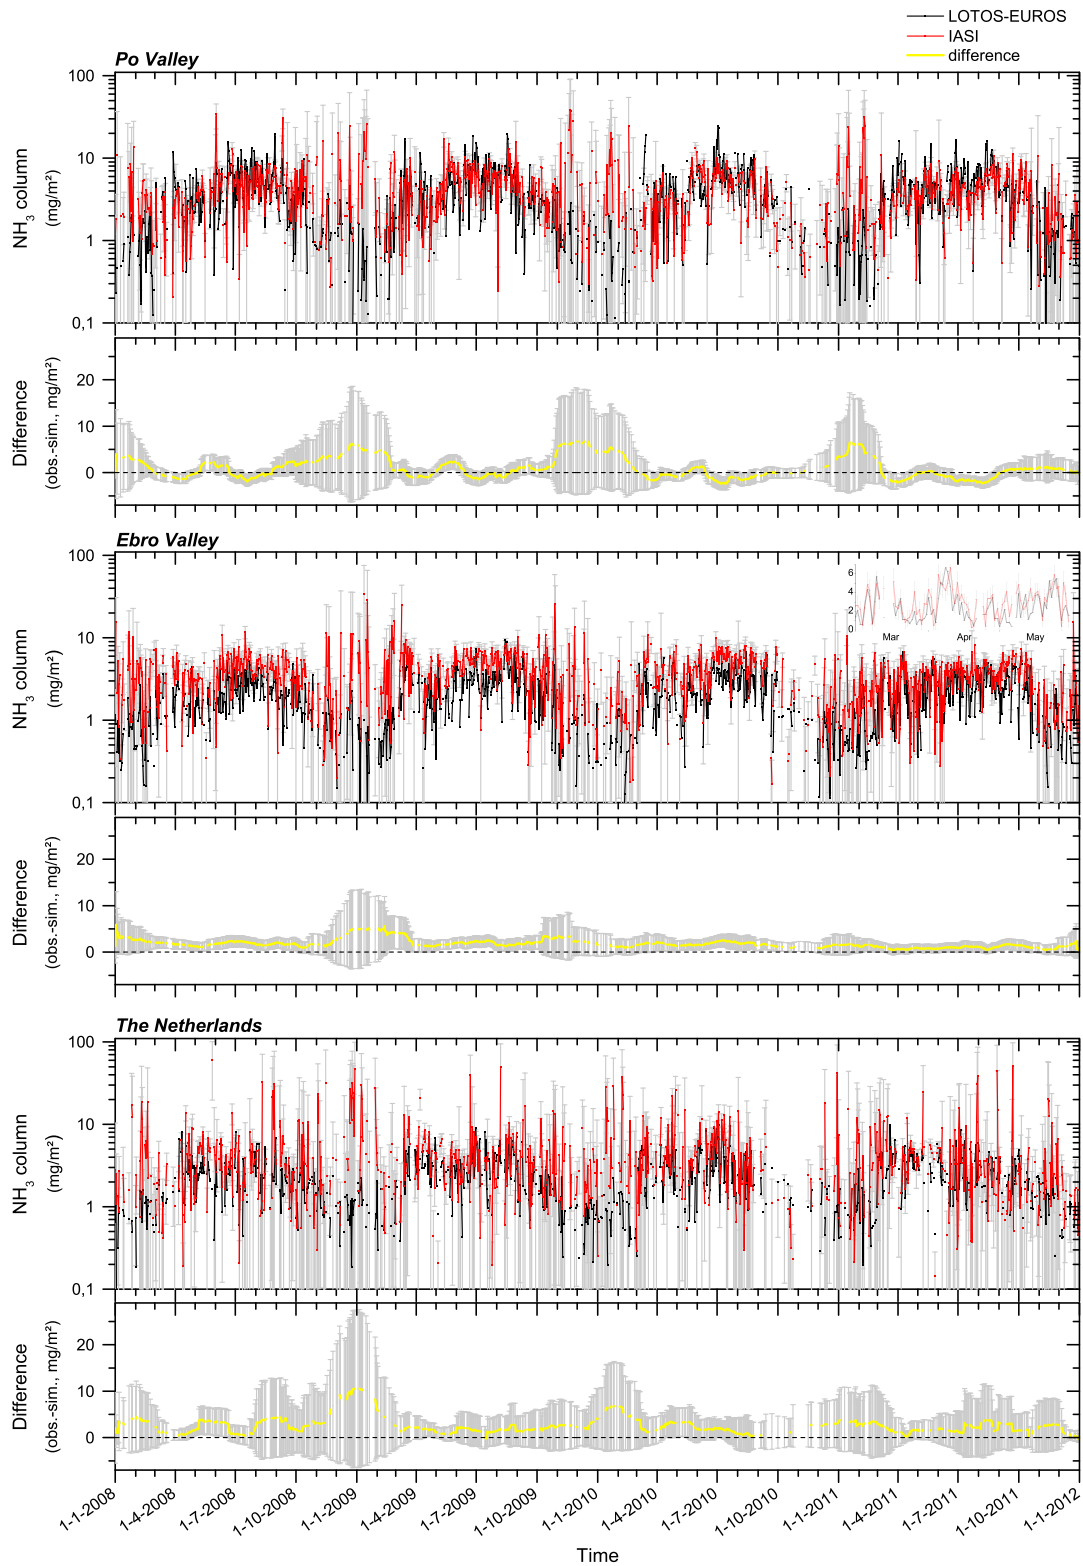 LOTOS-EUROS
IASI
difference
Po Valley
100
10
1
0,1
NH3 column
(mg/m²)
20
10
0
Difference
(obs.-sim., mg/m²)
Ebro Valley
100
10
1
0,1
NH3 column
(mg/m²)
6
4
2
0
Mar Apr May
20
10
0
Difference
(obs.-sim., mg/m²)
The Netherlands
100
10
1
0,1
NH3 column
(mg/m²)
20
10
0
Difference
(obs.-sim., mg/m²)
1-1-2008 1-4-2008 1-7-2008 1-10-2008 1-1-2009 1-4-2009 1-7-2009 1-10-2009 1-1-2010 1-4-2010 1-7-2010 1-10-2010 1-1-2011 1-4-2011 1-7-2011 1-10-2011 1-1-2012
Time